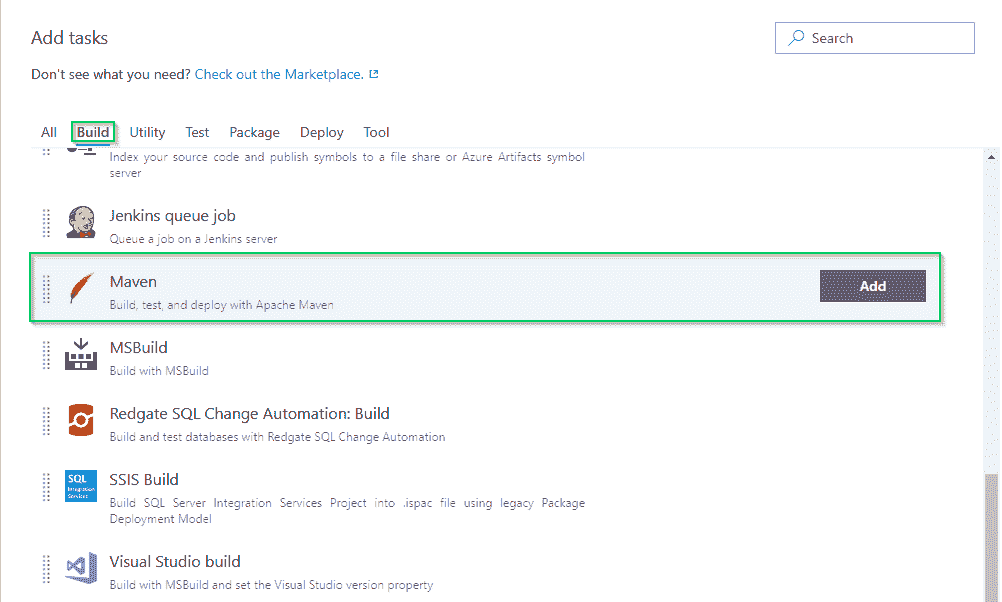 Add tasks
Search
Don't see what you need? Check out the Marketplace.
All Build Utility Test Package Deploy Tool
Index your source code and publish symbols to a file share or Azure Artifacts symbol
server
Jenkins queue job
Queue a job on a Jenkins server
Maven
Build, test, and deploy with Apache Maven
Add
MSBuild
Build with MSBuild
Redgate SQL Change Automation: Build
Build and test databases with Redgate SQL Change Automation
SQL
Integration
Services
SSIS Build
Build SQL Server Integration Services Project into .ispac file using legacy Package
Deployment Model
Visual Studio build
Build with MSBuild and set the Visual Studio version property